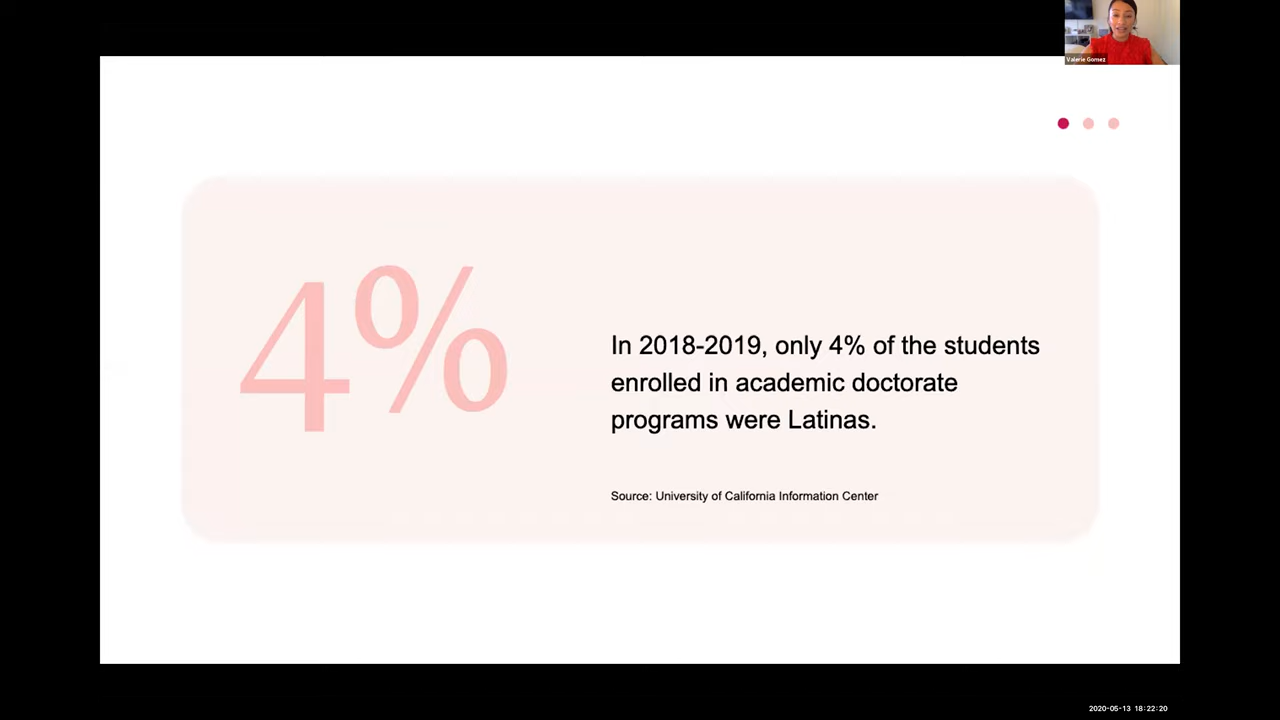 Valerie Gomez
4%
In 2018-2019, only 4% of the students
enrolled in academic doctorate
programs were Latinas.
Source: University of California Information Center
2020-05-13 18:22:20